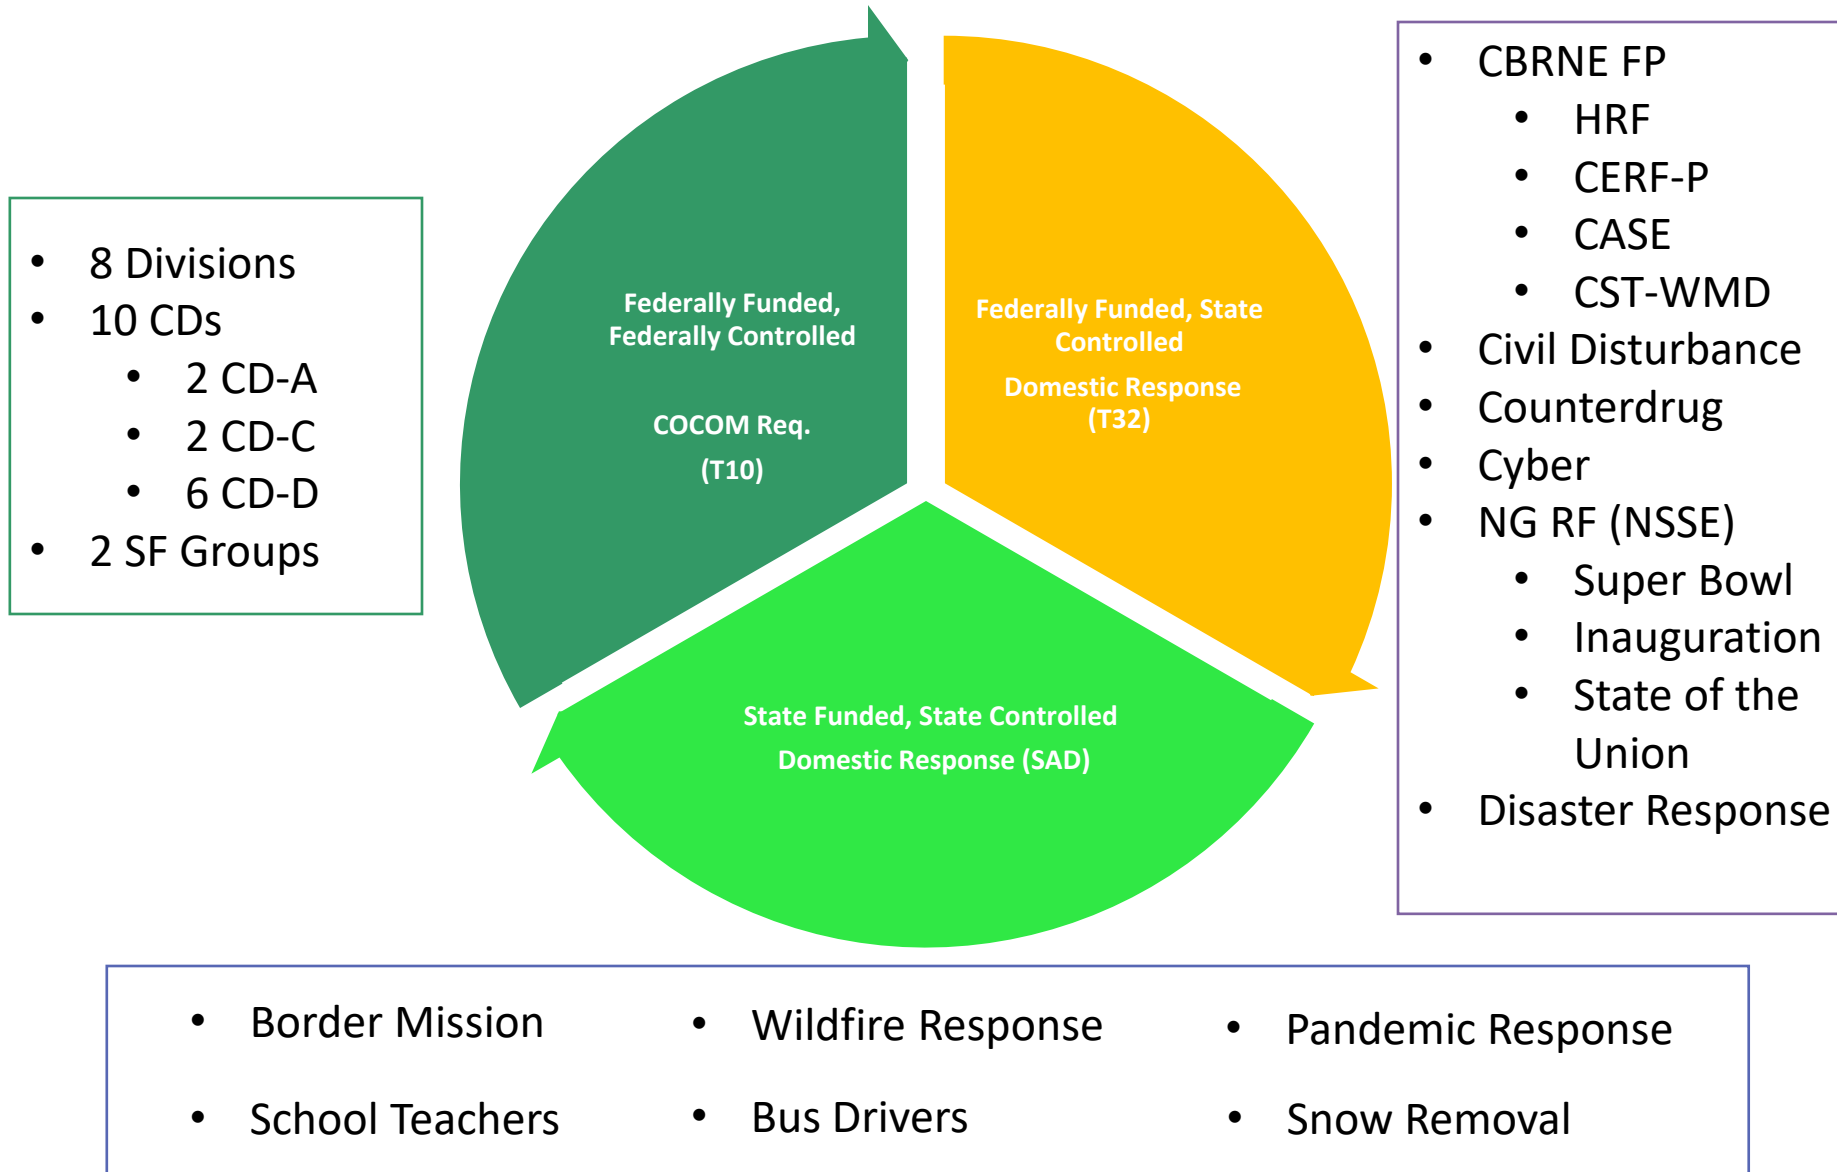 • 8 Divisions
• 10 CDs
• 2 CD-A
• 2 CD-C
• 6 CD-D
• 2 SF Groups
Federally Funded,
Federally Controlled
COCOM Req.
(T10)
Federally Funded, State
Controlled
Domestic Response
(T32)
State Funded, State Controlled
Domestic Response (SAD)
• CBRNE FP
• HRF
• CERF-P
• CASE
• CST-WMD
• Civil Disturbance
• Counterdrug
• Cyber
• NG RF (NSSE)
• Super Bowl
• Inauguration
• State of the
Union
• Disaster Response
• Border Mission
• School Teachers
• Wildfire Response
• Bus Drivers
• Pandemic Response
• Snow Removal